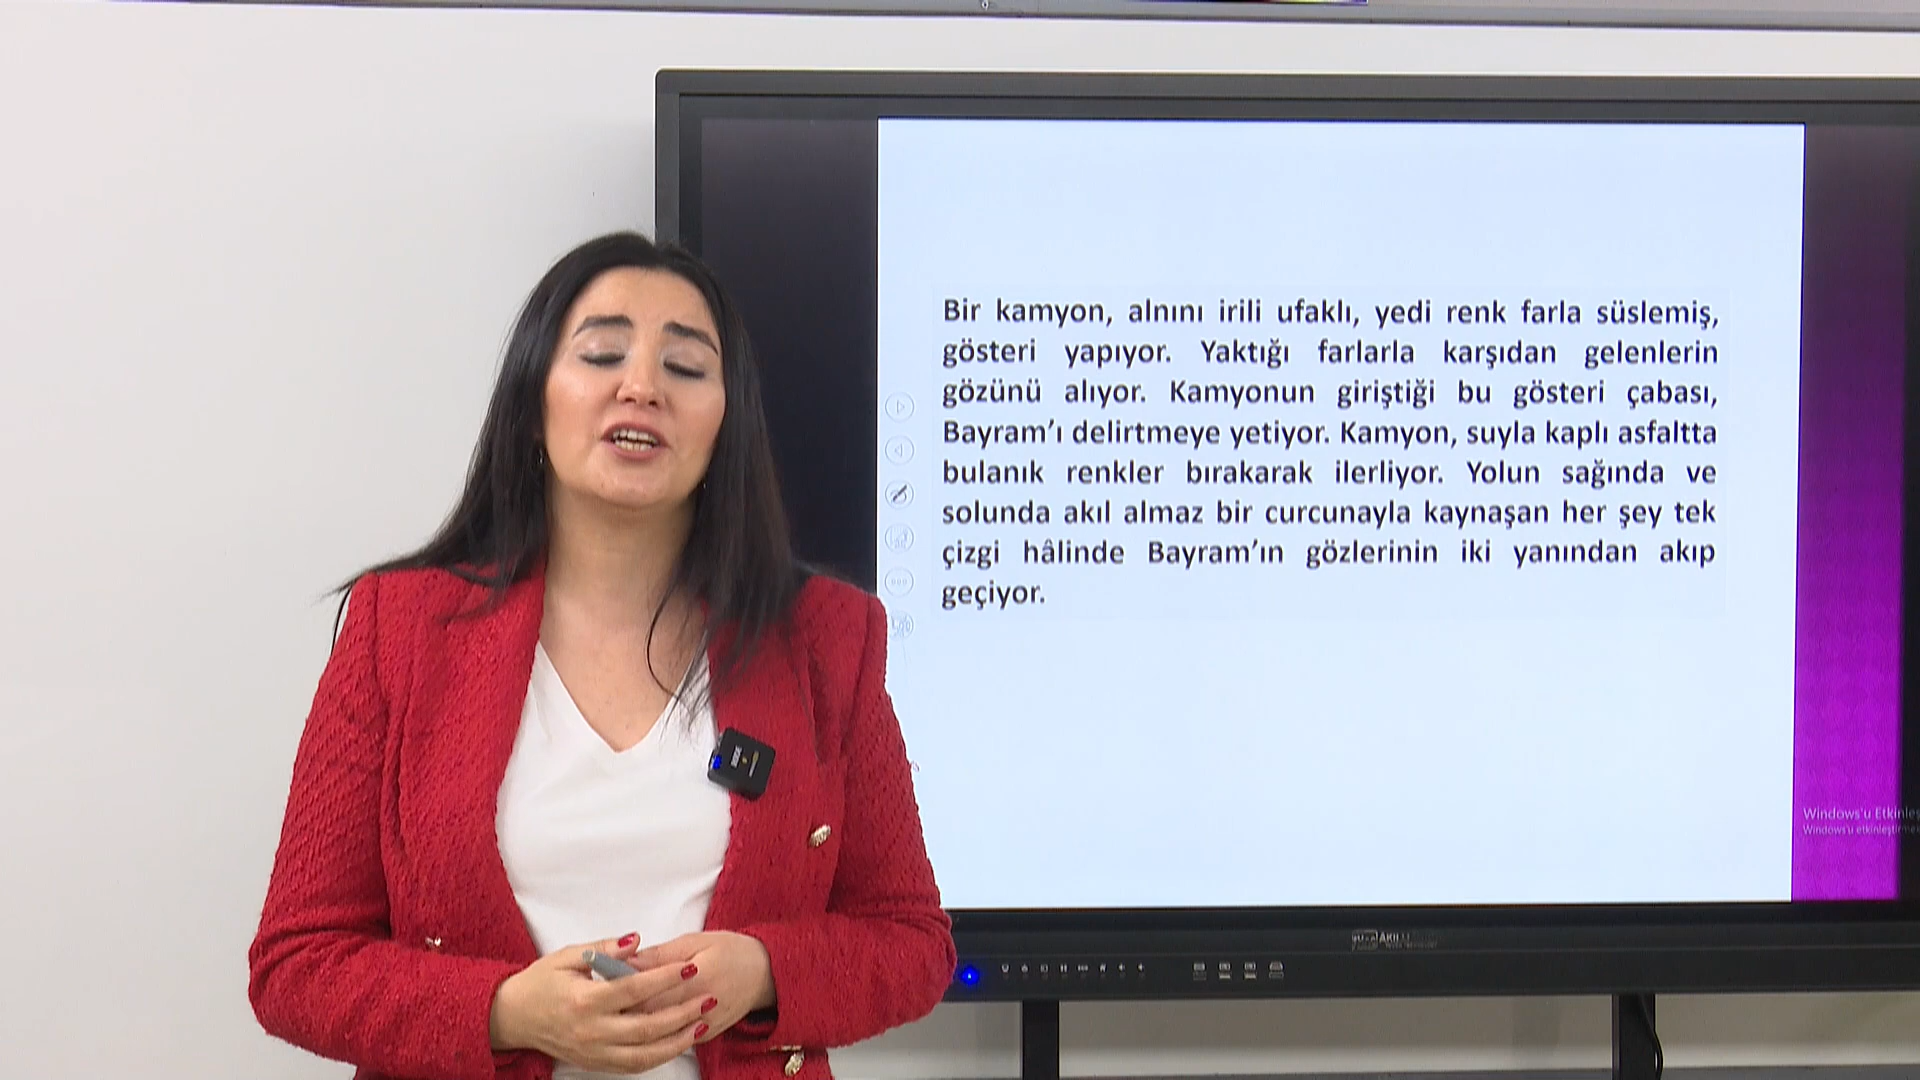 Bir kamyon, alnını irili ufaklı, yedi renk farla süslemiş,
gösteri yapıyor. Yaktığı farlarla karşıdan gelenlerin
gözünü alıyor. Kamyonun giriştiği bu gösteri çabası,
Bayram’ı delirtmeye yetiyor. Kamyon, suyla kaplı asfaltta
bulanık renkler bırakarak ilerliyor. Yolun sağında ve
solunda akıl almaz bir curcunayla kaynaşan her şey tek
çizgi hâlinde Bayram’ın gözlerinin iki yanından akıp
geçiyor.
Windows'u
Windows'u